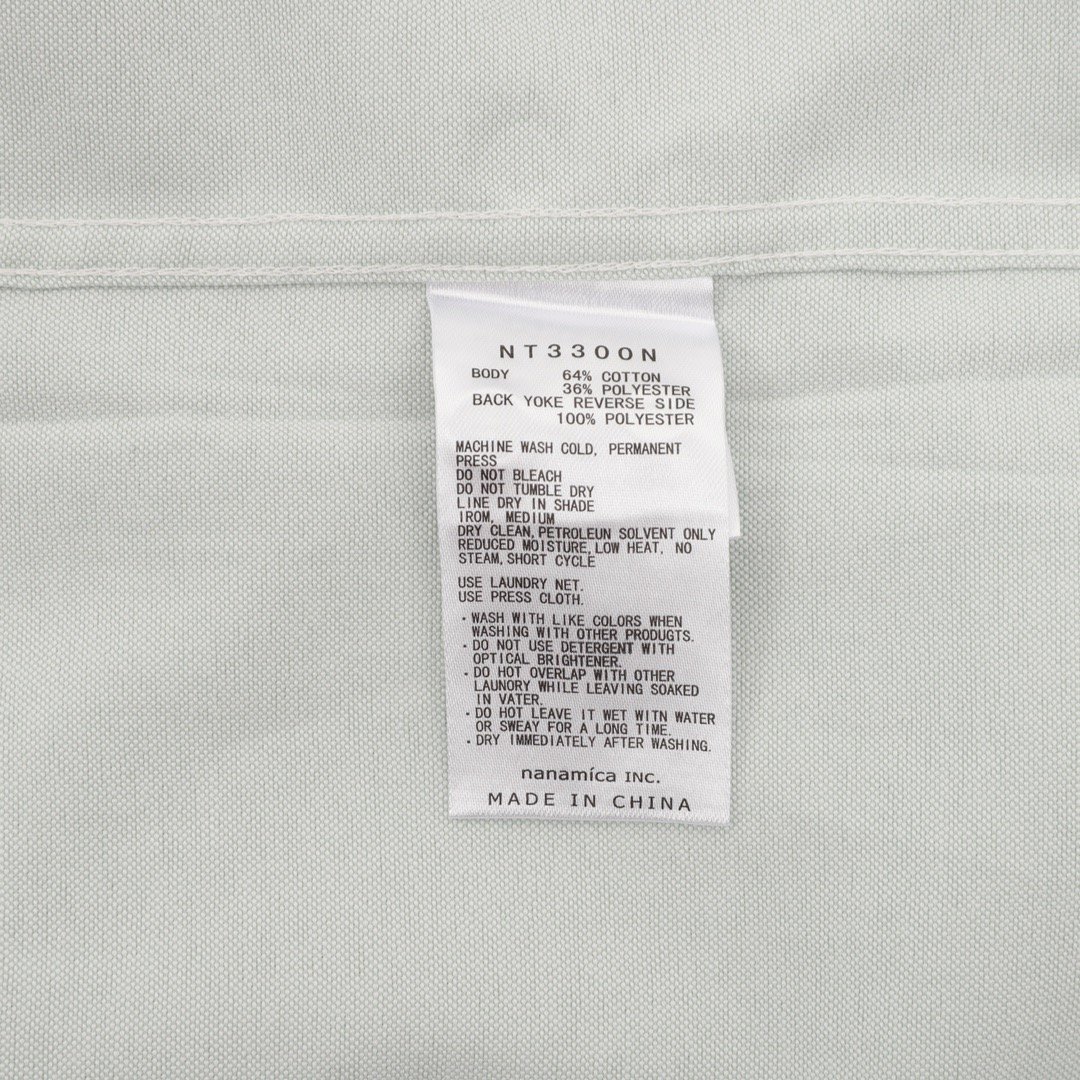 NT3300N
BODY 64% COTTON
36% POLYESTER
BACK YOKE REVERSE SIDE
100% POLYESTER
MACHINE WASH COLD, PERMANENT
PRESS
DO NOT BLEACH
DO NOT TUMBLE DRY
LINE DRY IN SHADE
IROM, MEDIUM
DRY CLEAN, PETROLEUN SOLVENT ONLY
REDUCED MOISTURE, LOW HEAT. NO
STEAM, SHORT CYCLE
USE LAUNDRY NET.
USE PRESS CLOTH.
・WASH WITH LIKE COLORS WHEN
WASHING WITH OTHER PRODUGTS.
・DO NOT USE DETERGENT WITH
OPTICAL BRIGHTENER.
・DO HOT OVERLAP WITH OTHER
LAUNORY WHILE LEAVING SOAKED
IN VATER.
・DO HOT LEAVE IT WET WITN WATER
OR SWEAY FOR A LONG TIME.
・DRY IMMEDIATELY AFTER WASHING.
nanamíca INC.
MADE IN CHINA